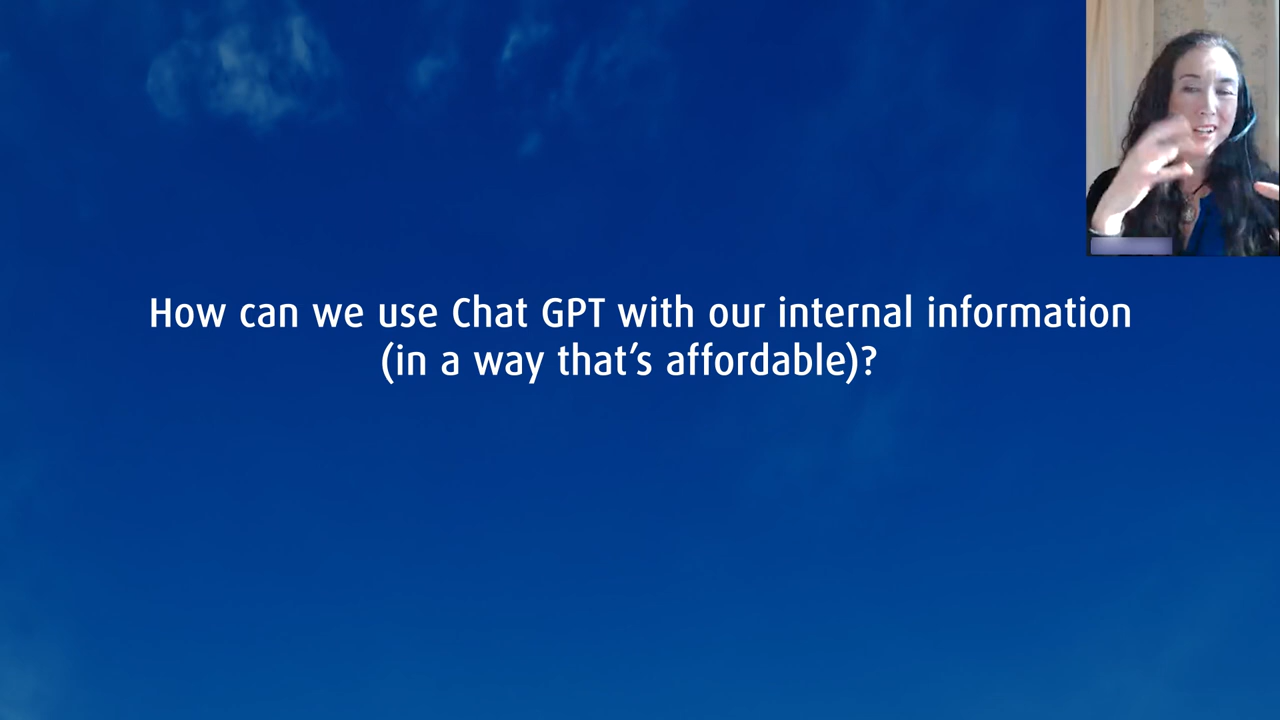 How can we use Chat GPT with our internal information
(in a way that's affordable)?